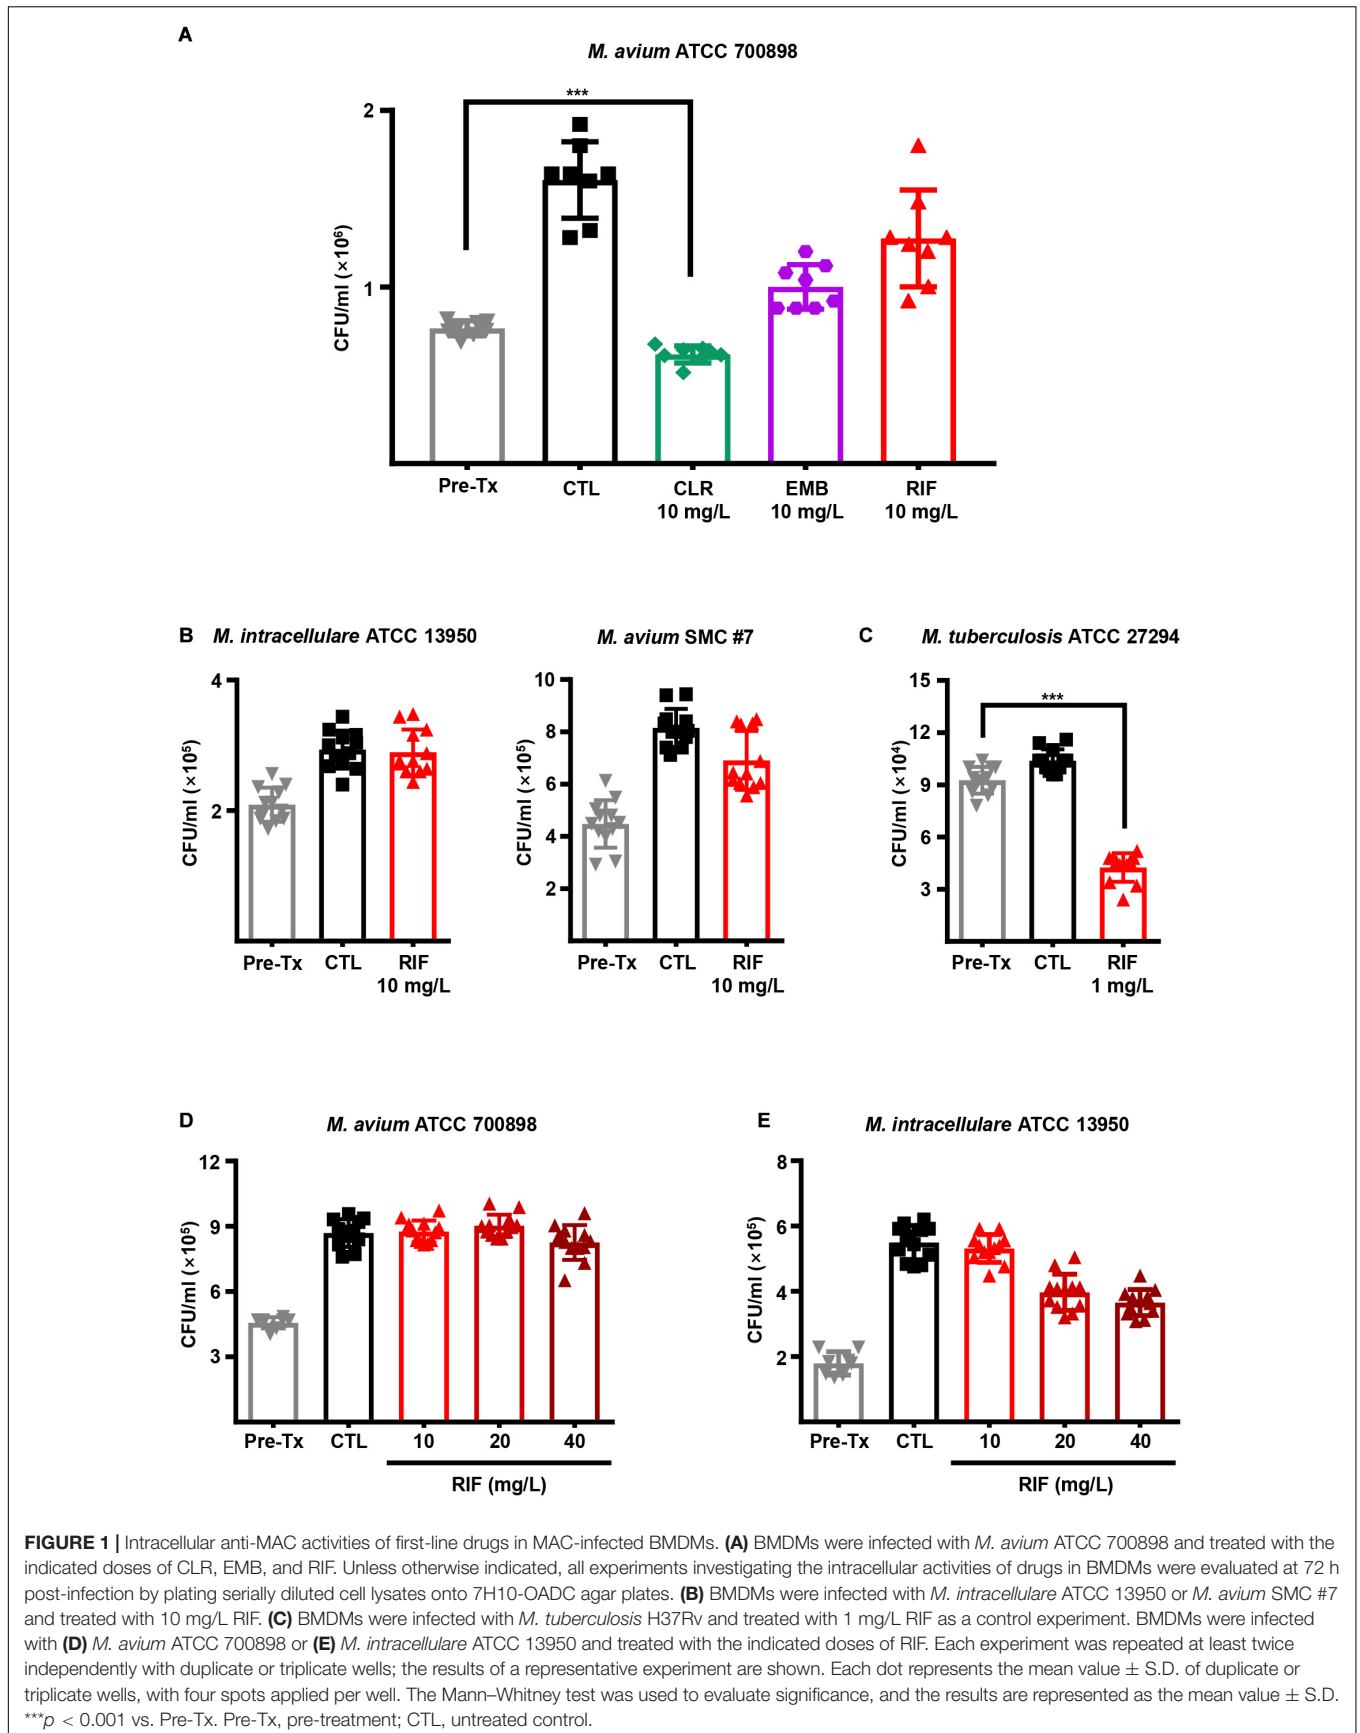 A
M. avium ATCC 700898
***
2
1
CFU/ml (×10⁶)
Pre-Tx CTL CLR EMB RIF
10 mg/L 10 mg/L 10 mg/L
B M. intracellulare ATCC 13950
4
2
CFU/ml (×10⁵)
Pre-Tx CTL RIF
10 mg/L
M. avium SMC #7
10
8
6
4
2
CFU/ml (×10⁵)
Pre-Tx CTL RIF
10 mg/L
C M. tuberculosis ATCC 27294
***
15
12
9
6
3
CFU/ml (×10⁴)
Pre-Tx CTL RIF
1 mg/L
D M. avium ATCC 700898
12
9
6
3
CFU/ml (×10⁵)
Pre-Tx CTL 10 20 40
RIF (mg/L)
E M. intracellulare ATCC 13950
8
6
4
2
CFU/ml (×10⁵)
Pre-Tx CTL 10 20 40
RIF (mg/L)
FIGURE 1 | Intracellular anti-MAC activities of first-line drugs in MAC-infected BMDMs. (A) BMDMs were infected with M. avium ATCC 700898 and treated with the
indicated doses of CLR, EMB, and RIF. Unless otherwise indicated, all experiments investigating the intracellular activities of drugs in BMDMs were evaluated at 72 h
post-infection by plating serially diluted cell lysates onto 7H10-OADC agar plates. (B) BMDMs were infected with M. intracellulare ATCC 13950 or M. avium SMC #7
and treated with 10 mg/L RIF. (C) BMDMs were infected with M. tuberculosis H37Rv and treated with 1 mg/L RIF as a control experiment. BMDMs were infected
with (D) M. avium ATCC 700898 or (E) M. intracellulare ATCC 13950 and treated with the indicated doses of RIF. Each experiment was repeated at least twice
independently with duplicate or triplicate wells; the results of a representative experiment are shown. Each dot represents the mean value ± S.D. of duplicate or
triplicate wells, with four spots applied per well. The Mann–Whitney test was used to evaluate significance, and the results are represented as the mean value ± S.D.
***p < 0.001 vs. Pre-Tx. Pre-Tx, pre-treatment; CTL, untreated control.